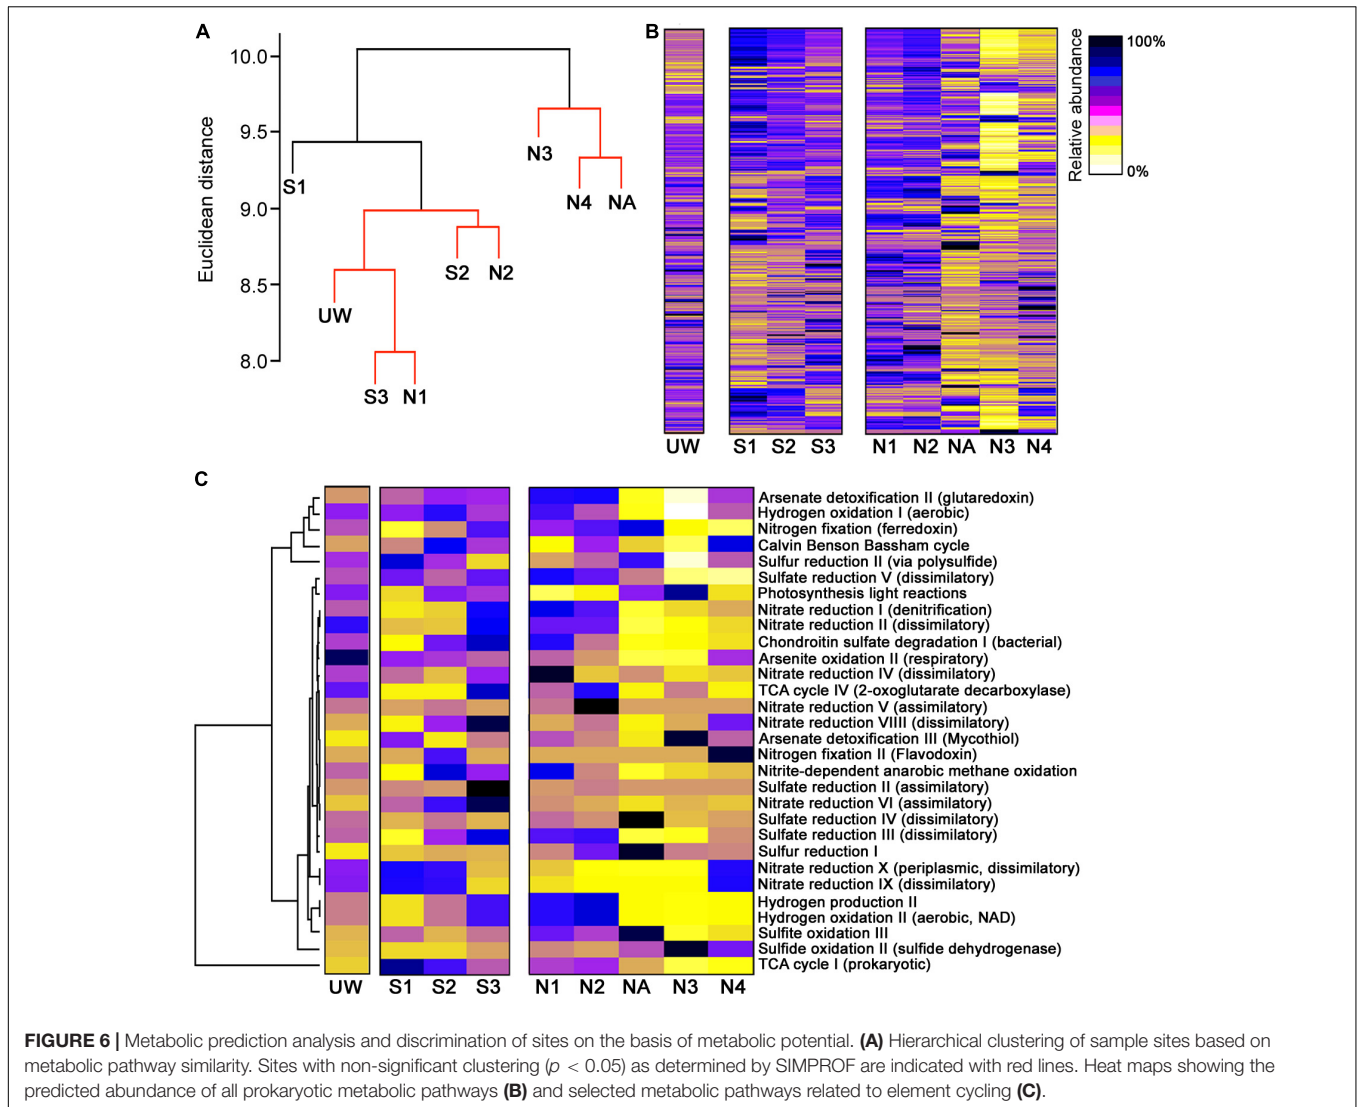 A
B
Euclidean distance
10.0
9.5
9.0
8.5
8.0
S1
N3
N4 NA
S2 N2
UW
S3 N1
Relative abundance
100%
0%
UW S1 S2 S3 N1 N2 NA N3 N4
C
Arsenate detoxification II (glutaredoxin)
Hydrogen oxidation I (aerobic)
Nitrogen fixation (ferredoxin)
Calvin Benson Bassham cycle
Sulfur reduction II (via polysulfide)
Sulfate reduction V (dissimilatory)
Photosynthesis light reactions
Nitrate reduction I (denitrification)
Nitrate reduction II (dissimilatory)
Chondroitin sulfate degradation I (bacterial)
Arsenite oxidation II (respiratory)
Nitrate reduction IV (dissimilatory)
TCA cycle IV (2-oxoglutarate decarboxylase)
Nitrate reduction V (assimilatory)
Nitrate reduction VIIII (dissimilatory)
Arsenate detoxification III (Mycothiol)
Nitrogen fixation II (Flavodoxin)
Nitrite-dependent anarobic methane oxidation
Sulfate reduction II (assimilatory)
Nitrate reduction VI (assimilatory)
Sulfate reduction IV (dissimilatory)
Sulfate reduction III (dissimilatory)
Sulfur reduction I
Nitrate reduction X (periplasmic, dissimilatory)
Nitrate reduction IX (dissimilatory)
Hydrogen production II
Hydrogen oxidation II (aerobic, NAD)
Sulfite oxidation III
Sulfide oxidation II (sulfide dehydrogenase)
TCA cycle I (prokaryotic)
UW S1 S2 S3 N1 N2 NA N3 N4
FIGURE 6 | Metabolic prediction analysis and discrimination of sites on the basis of metabolic potential. (A) Hierarchical clustering of sample sites based on
metabolic pathway similarity. Sites with non-significant clustering (p < 0.05) as determined by SIMPROF are indicated with red lines. Heat maps showing the
predicted abundance of all prokaryotic metabolic pathways (B) and selected metabolic pathways related to element cycling (C).